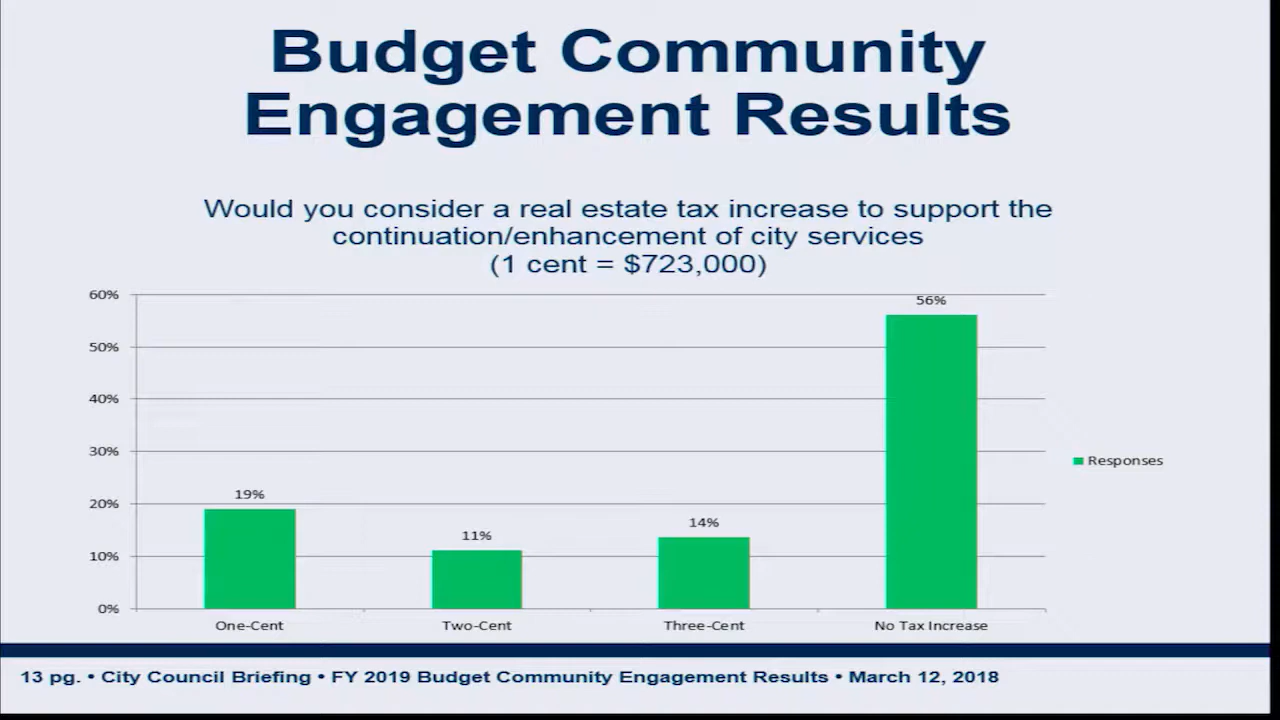 Budget Community
Engagement Results
Would you consider a real estate tax increase to support the
continuation/enhancement of city services
(1 cent = $723,000)
60%
50%
40%
30%
20%
10%
0%
19%
11%
14%
56%
One-Cent
Two-Cent
Three-Cent
No Tax Increase
Responses
13 pg. • City Council Briefing • FY 2019 Budget Community Engagement Results • March 12, 2018